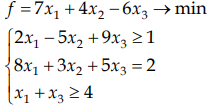 f = 7x₁ + 4x₂ − 6x₃ → min
2x₁ − 5x₂ + 9x₃ ≥ 1
8x₁ + 3x₂ + 5x₃ = 2
x₁ + x₃ ≥ 4